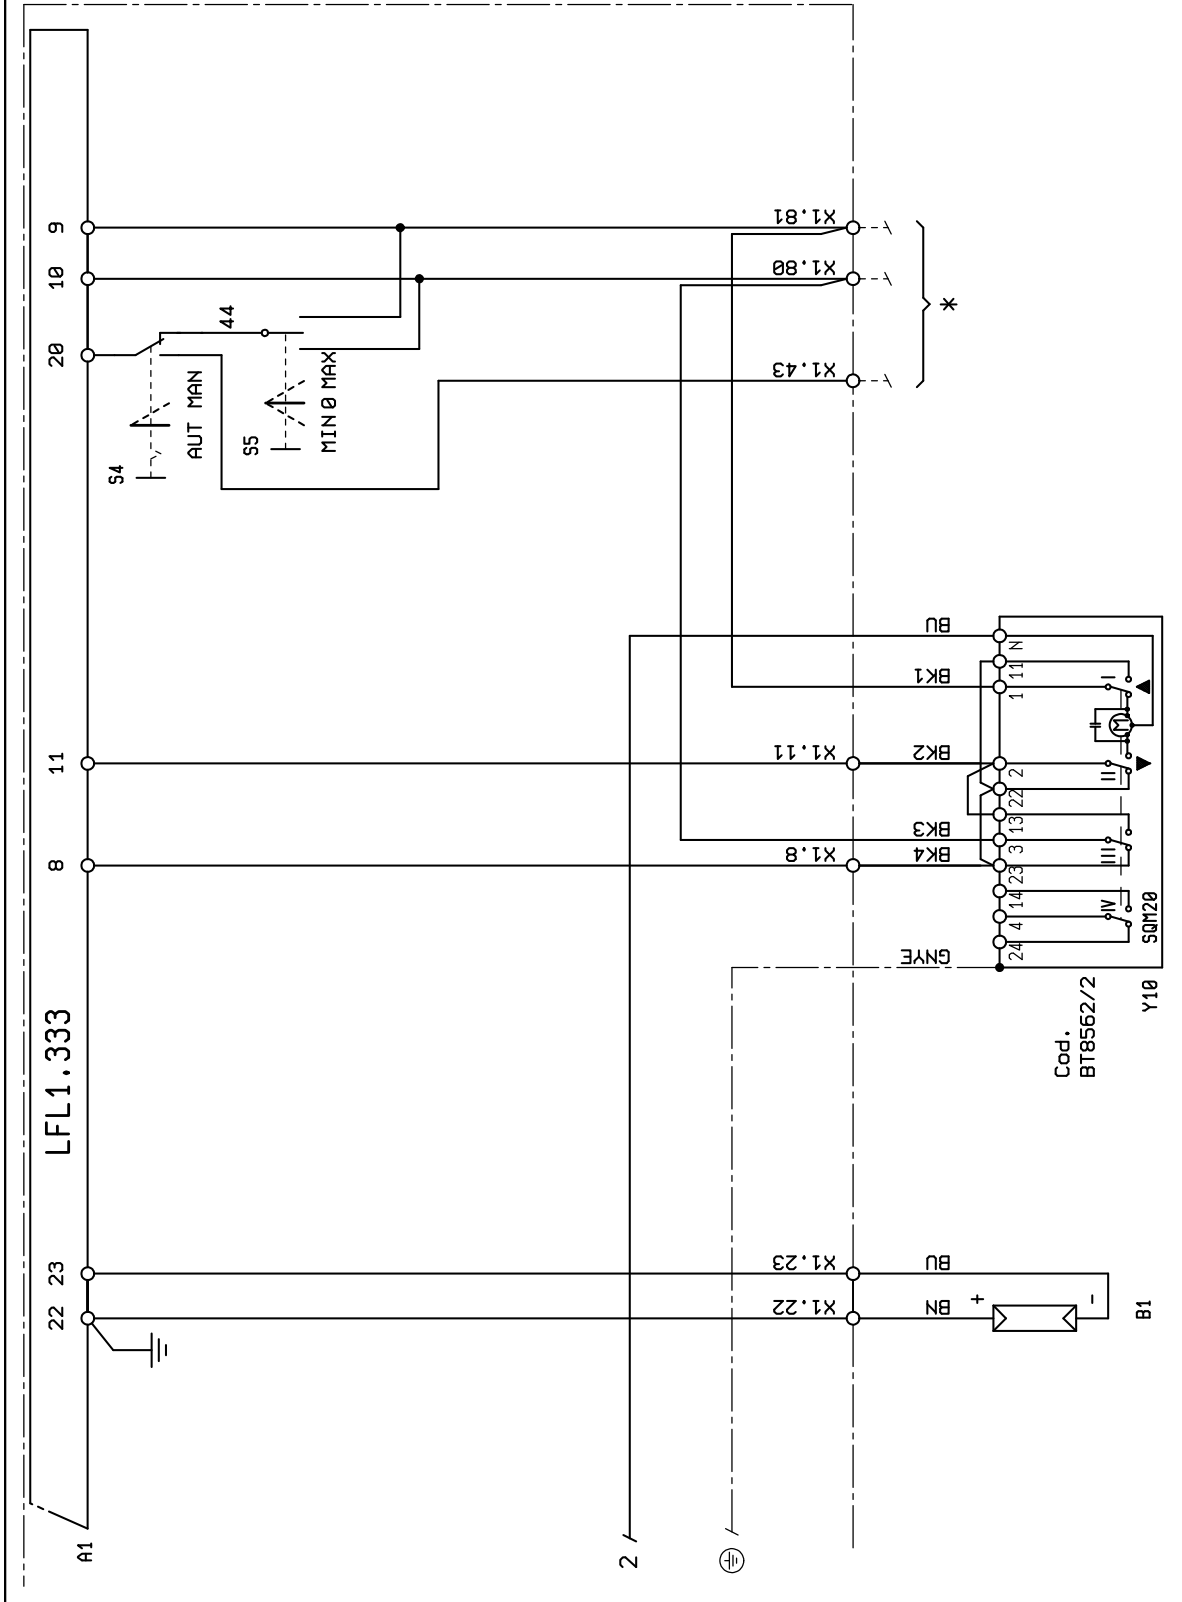 LFL1.333
A1
22
23
8
11
20
10
9
S4
AUT MAN
44
S5
MIN 0 MAX
X1.22
X1.23
X1.8
X1.11
X1.43
X1.80
X1.81
*
2
BN
BU
GNYE
BK4
BK3
BK2
BK1
BU
+
-
B1
24
4
14
23
3
13
22
2
1
11
N
IV
III
II
I
M
SQM20
Y10
Cod.
BT8562/2